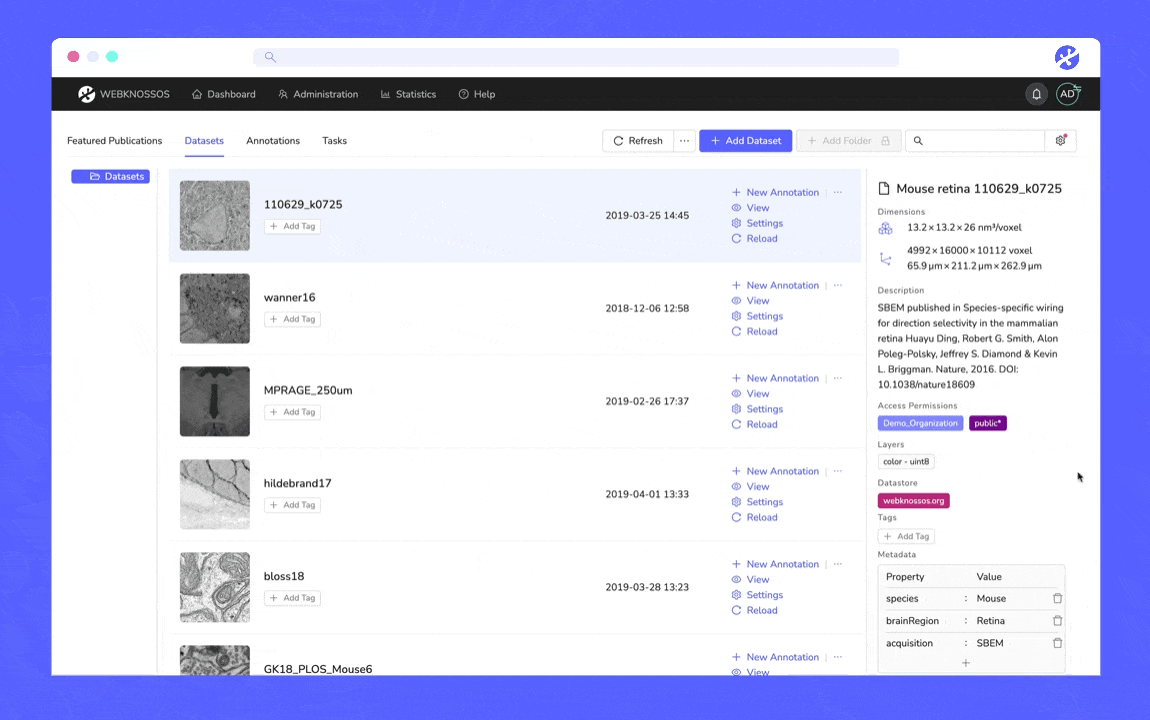 WEBKNOSSOS
Dashboard
Administration
Statistics
Help
AD
Featured Publications
Datasets
Annotations
Tasks
Refresh
Add Dataset
Add Folder
Datasets
110629_k0725
Add Tag
2019-03-25 14:45
New Annotation
View
Settings
Reload
wanner16
Add Tag
2018-12-06 12:58
New Annotation
View
Settings
Reload
MPRAGE_250um
Add Tag
2019-02-26 17:37
New Annotation
View
Settings
Reload
hildebrand17
Add Tag
2019-04-01 13:33
New Annotation
View
Settings
Reload
bloss18
Add Tag
2019-03-28 13:23
New Annotation
View
Settings
Reload
GK18_PLOS_Mouse6
New Annotation
View
Mouse retina 110629_k0725
Dimensions
13.2 × 13.2 × 26 nm³/voxel
4992 × 16000 × 10112 voxel
65.9 µm × 211.2 µm × 262.9 µm
Description
SBEM published in Species-specific wiring
for direction selectivity in the mammalian
retina Huayu Ding, Robert G. Smith, Alon
Poleg-Polsky, Jeffrey S. Diamond & Kevin
L. Briggman. Nature, 2016. DOI:
10.1038/nature18609
Access Permissions
Demo_Organization public*
Layers
color - uint8
Datastore
webknossos.org
Tags
Add Tag
Metadata
Property Value
species : Mouse
brainRegion : Retina
acquisition : SBEM